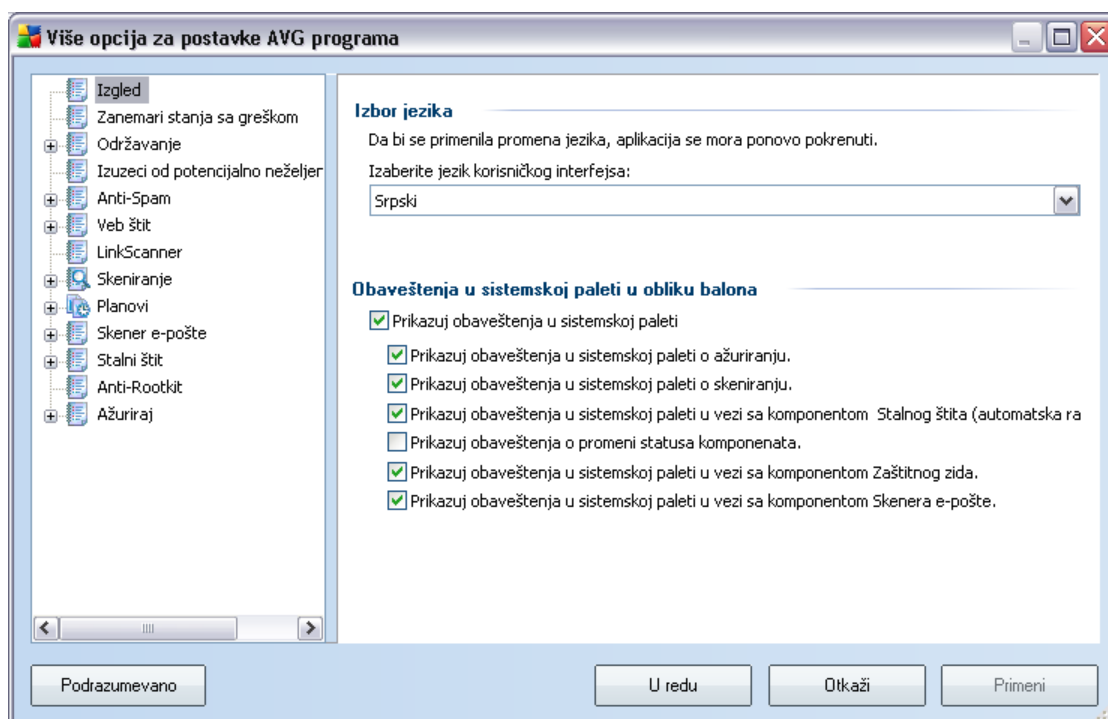 Više opcija za postavke AVG programa
Izgled
Zanemari stanja sa greškom
Održavanje
Izuzeci od potencijalno neželjer
Anti-Spam
Veb štit
LinkScanner
Skeniranje
Planovi
Skener e-pošte
Stalni štit
Anti-Rootkit
Ažuriraj
Izbor jezika
Da bi se primenila promena jezika, aplikacija se mora ponovo pokrenuti.
Izaberite jezik korisničkog interfejsa:
Srpski
Obaveštenja u sistemskoj paleti u obliku balona
Prikazuj obaveštenja u sistemskoj paleti
Prikazuj obaveštenja u sistemskoj paleti o ažuriranju.
Prikazuj obaveštenja u sistemskoj paleti o skeniranju.
Prikazuj obaveštenja u sistemskoj paleti u vezi sa komponentom Stalnog štita (automatska ra
Prikazuj obaveštenja o promeni statusa komponenata.
Prikazuj obaveštenja u sistemskoj paleti u vezi sa komponentom Zaštitnog zida.
Prikazuj obaveštenja u sistemskoj paleti u vezi sa komponentom Skenera e-pošte.
Podrazumevano
U redu
Otkaži
Primeni